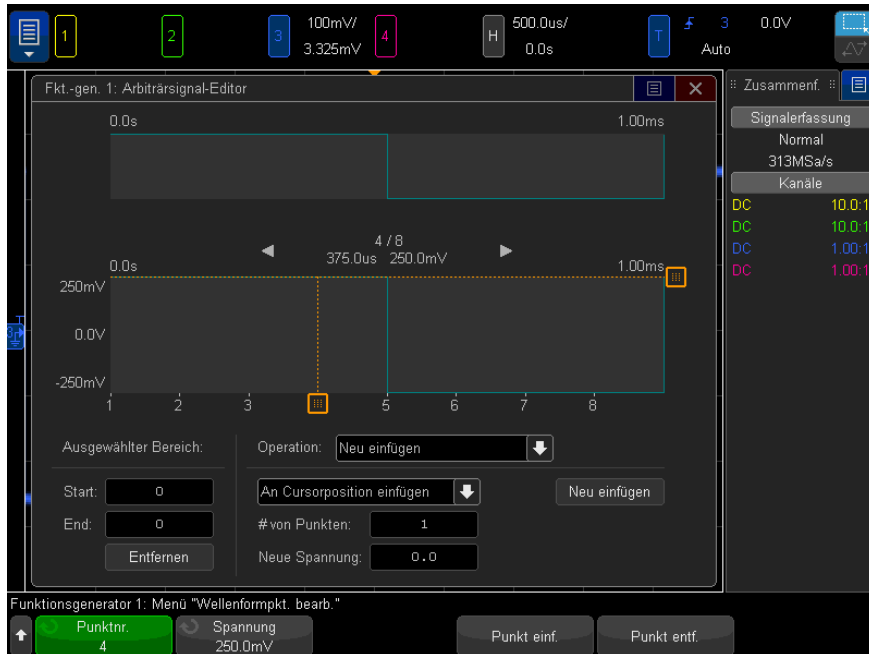 1 2 3 100mV/ 4 H 500.0us/ T 3 0.0V
3.325mV 0.0s Auto
Fkt.-gen. 1: Arbiträrsignal-Editor
Zusammenf.
0.0s 1.00ms
Signalerfassung
Normal
313MSa/s
Kanäle
DC 10.0:1
DC 10.0:1
DC 1.00:1
DC 1.00:1
4 / 8
375.0us 250.0mV
0.0s 1.00ms
250mV
0.0V
-250mV
1 2 3 5 6 7 8
Ausgewählter Bereich:
Start: 0
End: 0
Entfernen
Operation: Neu einfügen
An Cursorposition einfügen
Neu einfügen
# von Punkten: 1
Neue Spannung: 0.0
Funktionsgenerator 1: Menü "Wellenformpkt. bearb."
Punktnr.
4
Spannung
250.0mV
Punkt einf.
Punkt entf.